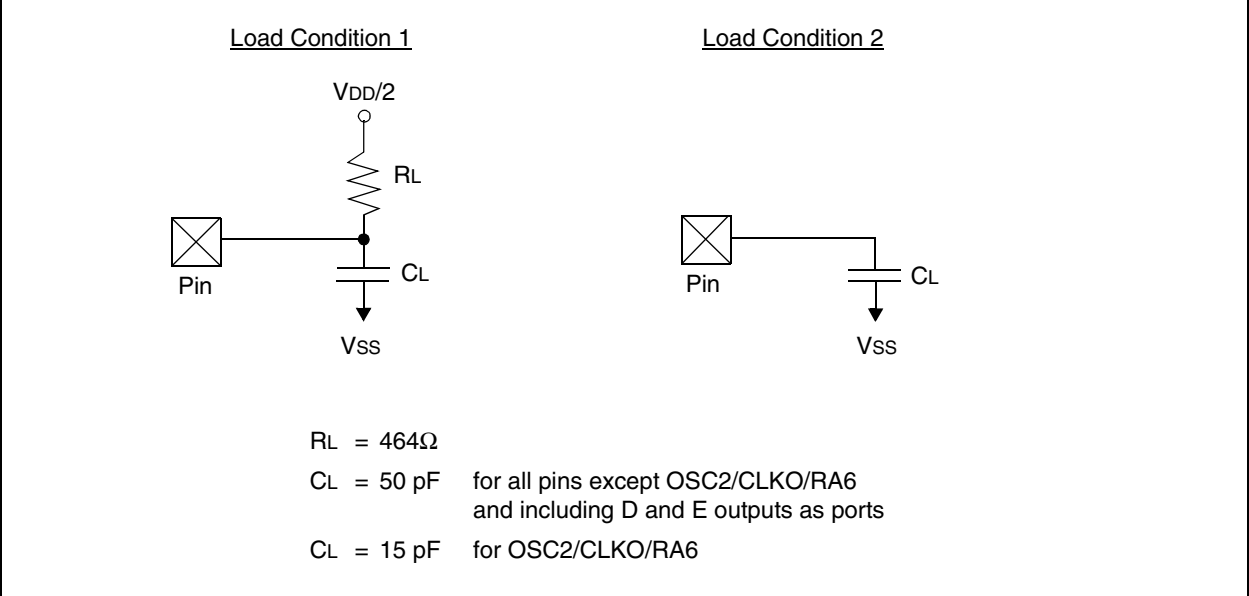 Load Condition 1
Load Condition 2
VDD/2
RL
CL
Pin
VSS
CL
Pin
VSS
RL = 464Ω
CL = 50 pF for all pins except OSC2/CLKO/RA6
and including D and E outputs as ports
CL = 15 pF for OSC2/CLKO/RA6